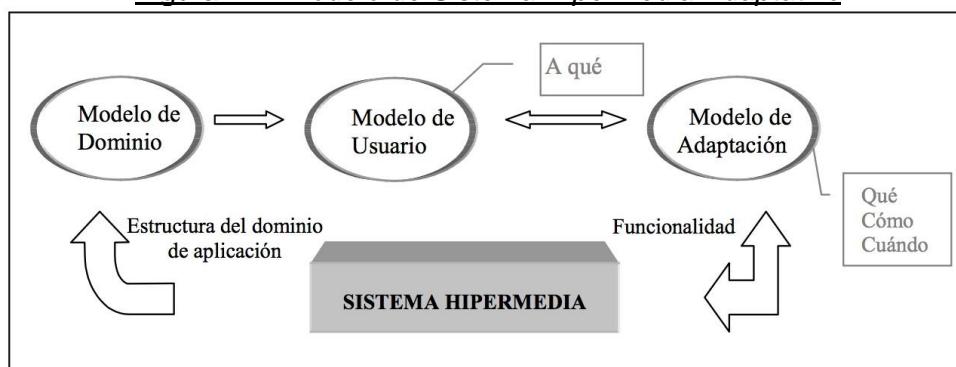 A qué
Modelo de
Dominio
Modelo de
Usuario
Modelo de
Adaptación
Qué
Cómo
Cuándo
Estructura del dominio
de aplicación
Funcionalidad
SISTEMA HIPERMEDIA